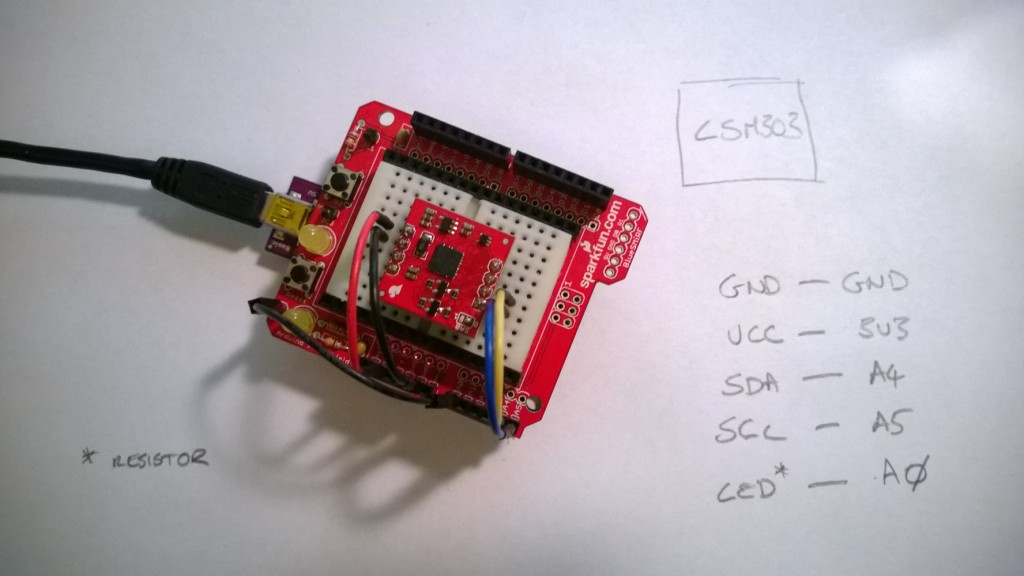 LSM303
sparkfun.com
GND — GND
VCC — 3V3
SDA — A4
SCL — A5
LED* — A0
* RESISTOR